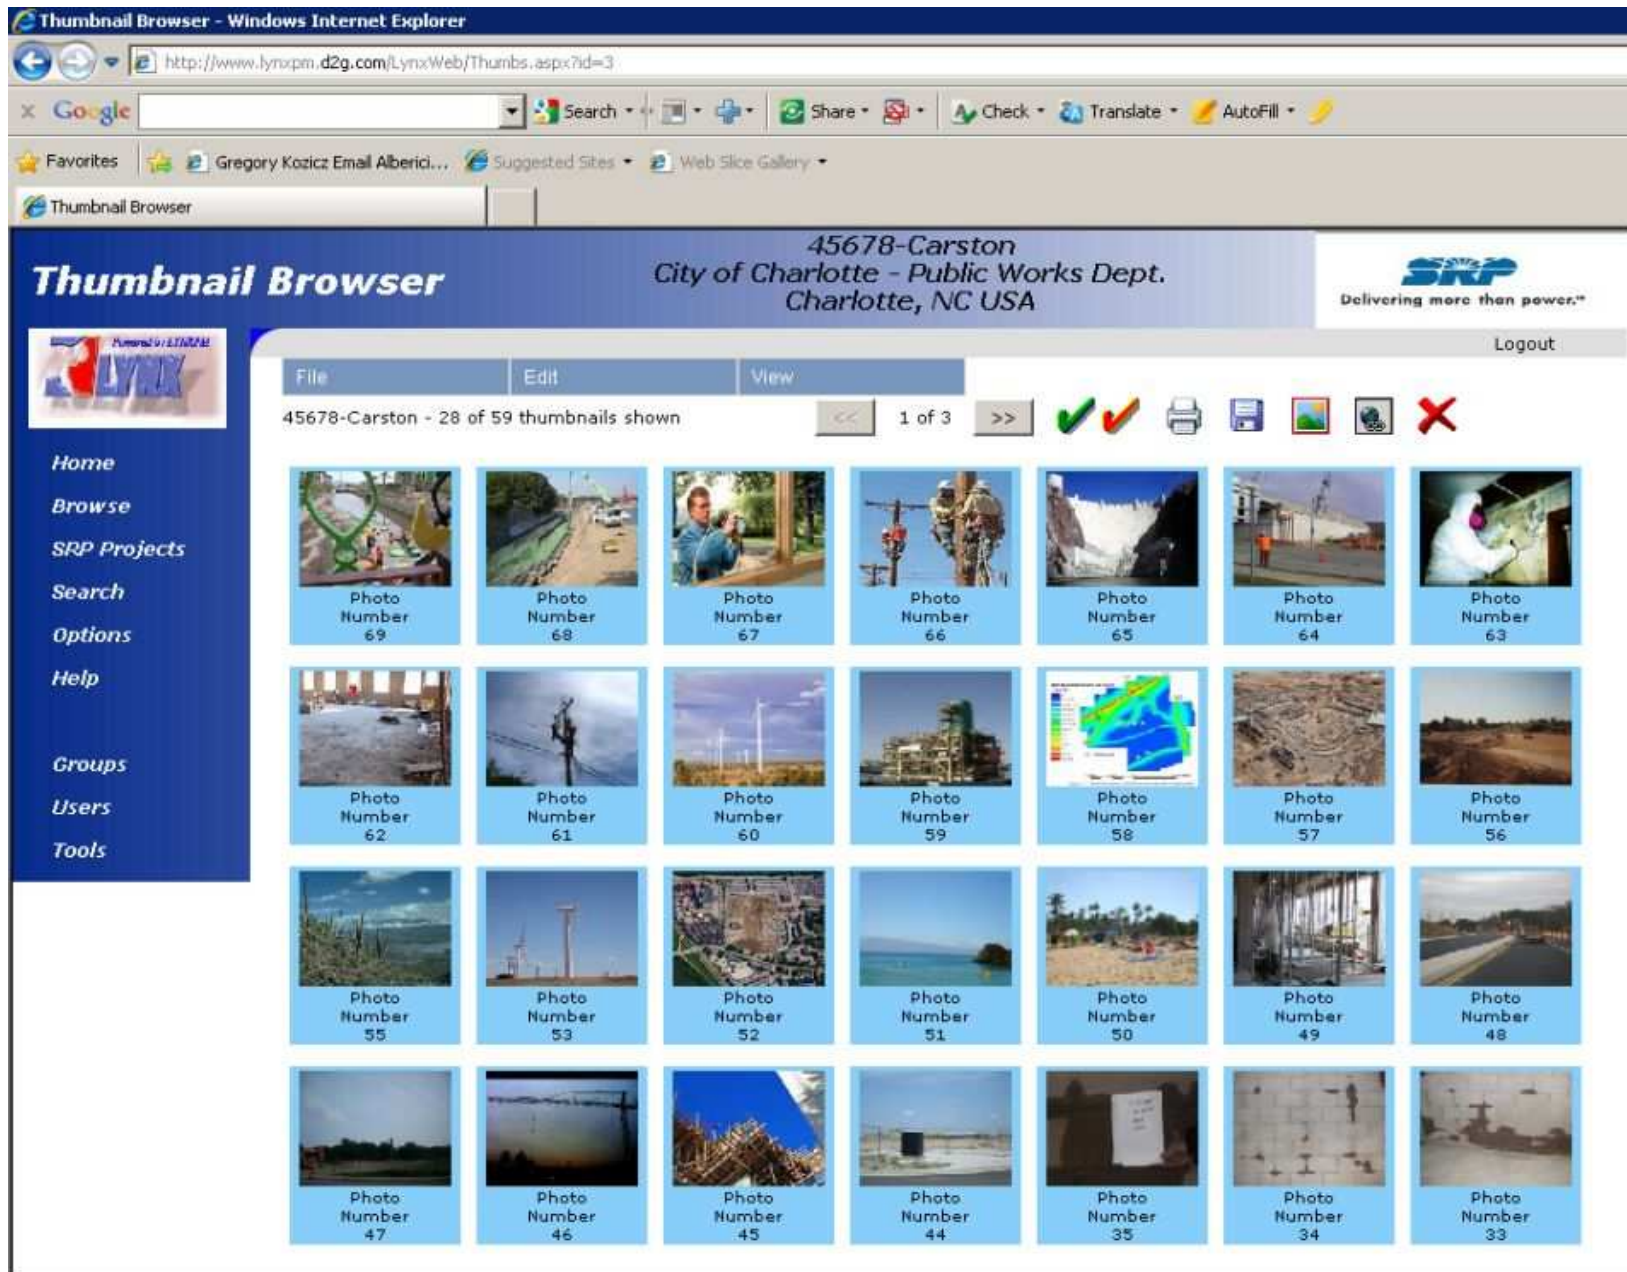 Thumbnail Browser - Windows Internet Explorer
http://www.lynxpm.d2g.com/LynxWeb/Thumbs.aspx?id=3
x Google Search Share Check Translate AutoFill
Favorites Gregory Kozicz Email Alberici... Suggested Sites Web Slice Gallery
Thumbnail Browser
45678-Carston
Thumbnail Browser City of Charlotte - Public Works Dept.
Charlotte, NC USA
SRP
Delivering more than power.
LYNX
Logout
File Edit View
45678-Carston - 28 of 59 thumbnails shown << 1 of 3 >>
Home
Browse
SRP Projects
Search
Options
Help
Groups
Users
Tools
Photo Photo Photo Photo Photo Photo Photo
Number Number Number Number Number Number Number
69 68 67 66 65 64 63
Photo Photo Photo Photo Photo Photo Photo
Number Number Number Number Number Number Number
62 61 60 59 58 57 56
Photo Photo Photo Photo Photo Photo Photo
Number Number Number Number Number Number Number
55 53 52 51 50 49 48
Photo Photo Photo Photo Photo Photo Photo
Number Number Number Number Number Number Number
47 46 45 44 35 34 33